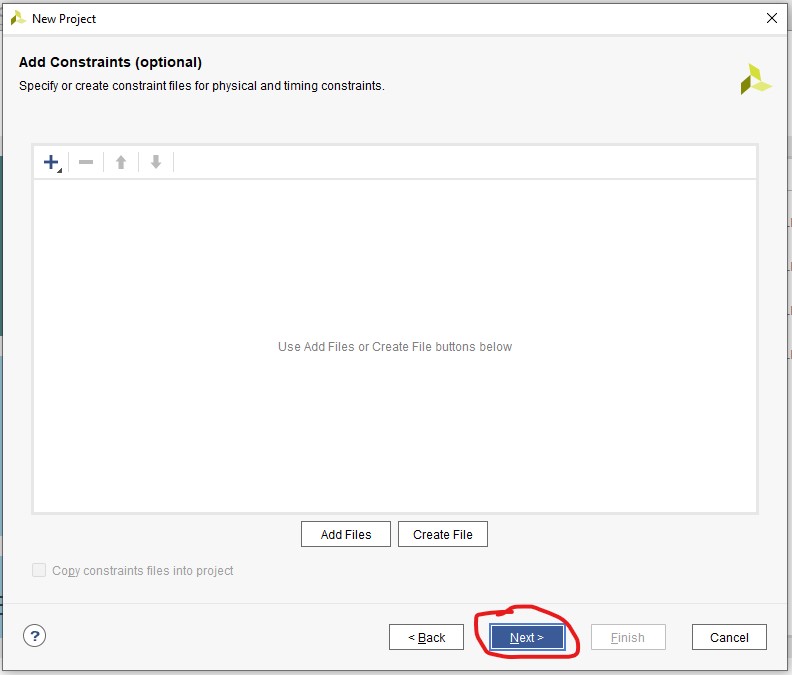 New Project
Add Constraints (optional)
Specify or create constraint files for physical and timing constraints.
Use Add Files or Create File buttons below
Add Files
Create File
Copy constraints files into project
?
< Back
Next >
Finish
Cancel